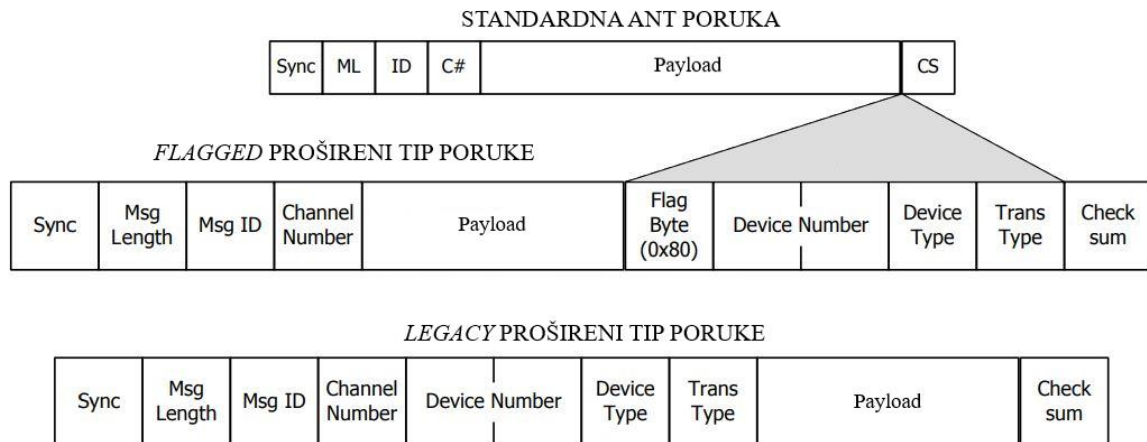 STANDARDNA ANT PORUKA
Sync ML ID C# Payload CS
FLAGGED PROŠIRENI TIP PORUKE
Sync Msg Length Msg ID Channel Number Payload Flag Byte (0x80) Device Number Device Type Trans Type Check sum
LEGACY PROŠIRENI TIP PORUKE
Sync Msg Length Msg ID Channel Number Device Number Device Type Trans Type Payload Check sum